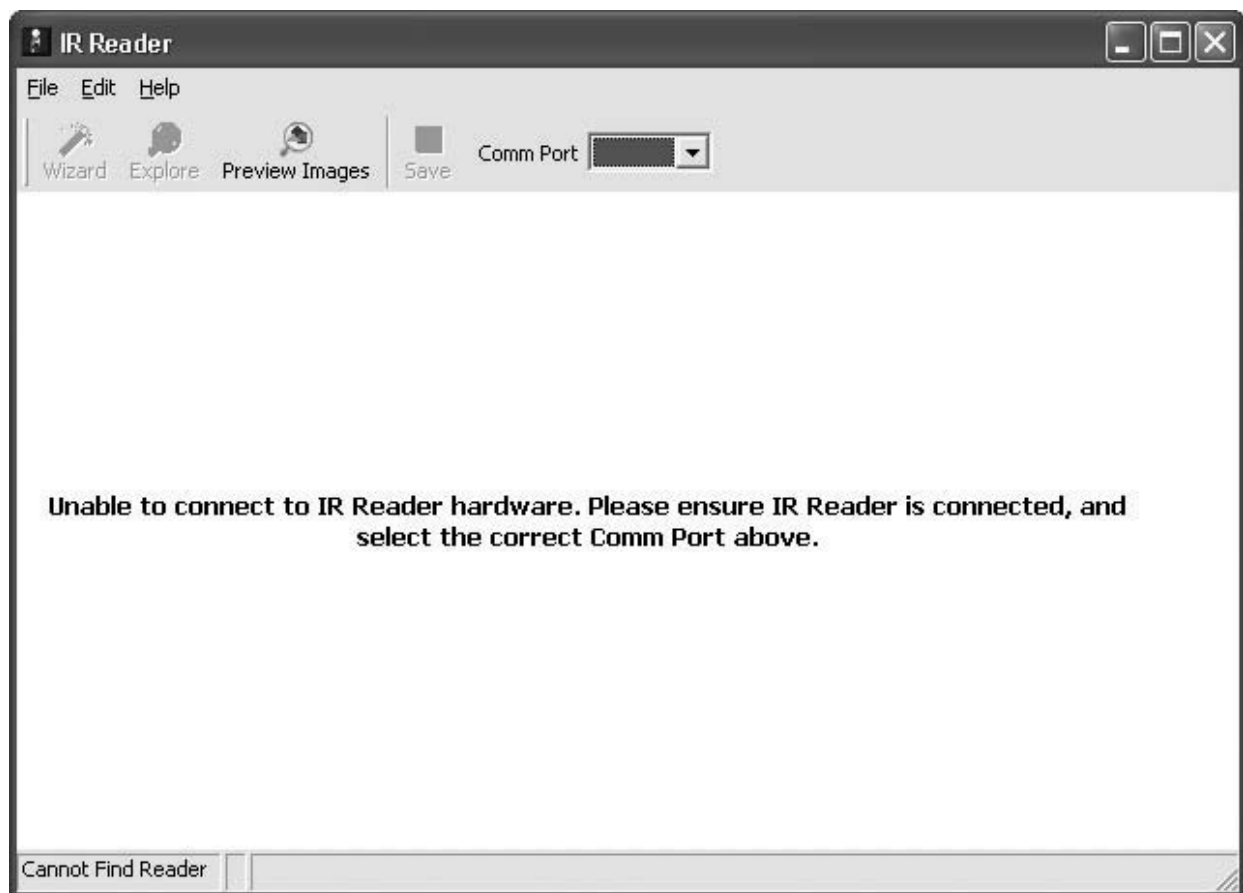 IR Reader
File Edit Help
Wizard Explore Preview Images Save Comm Port
Unable to connect to IR Reader hardware. Please ensure IR Reader is connected, and
select the correct Comm Port above.
Cannot Find Reader